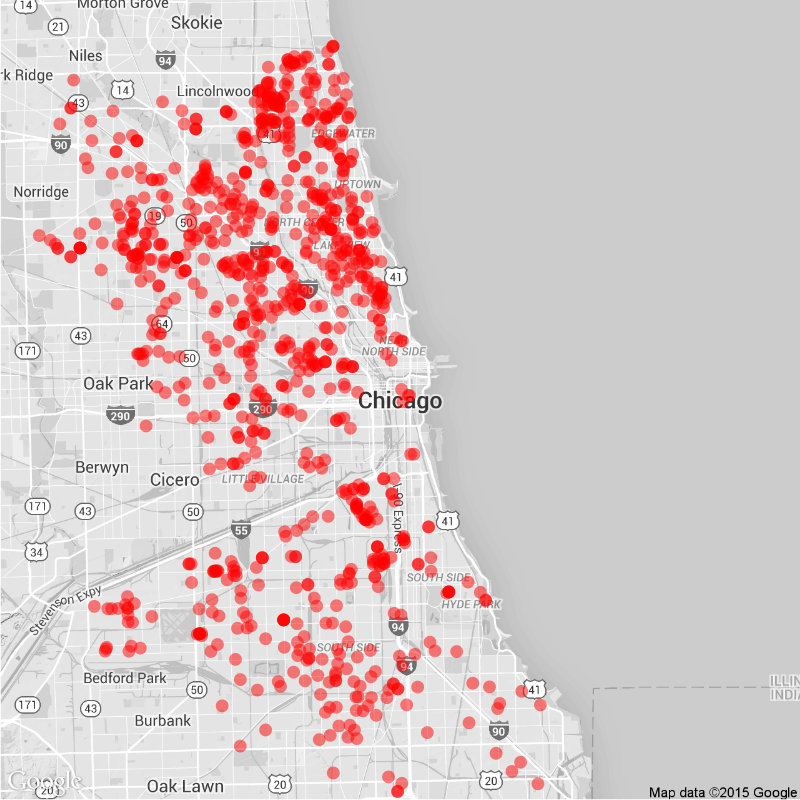 14
Morton Grove
21
Skokie
Niles
94
rk Ridge
14
Lincolnwood
43
41
EDGEWATER
90
Norridge
UPTOWN
19
50
NORTH CENTER
LAKE VIEW
41
64
43
NEAR
NORTH SIDE
171
50
Oak Park
Chicago
290
290
Berwyn
Cicero
LITTLE VILLAGE
171
43
50
I-90 Express
41
55
34
SOUTH SIDE
HYDE PARK
Stevenson Expy
94
SOUTH SIDE
94
Bedford Park
ILLIN
INDIA
50
41
171
43
Burbank
90
Google
20
Oak Lawn
20
20
Map data ©2015 Google